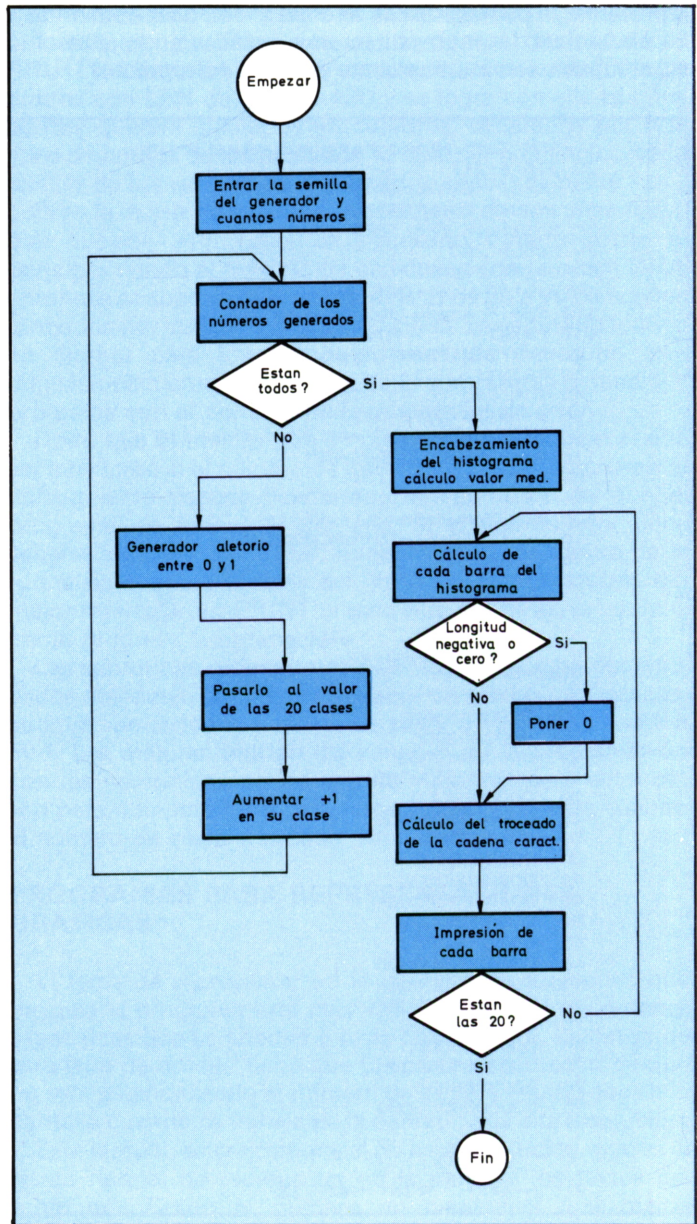 Empezar
Entrar la semilla
del generador y
cuantos números
Contador de los
números generados
Estan
todos?
Si
No
Encabezamiento
del histograma
cálculo valor med.
Generador aletorio
entre 0 y 1
Cálculo de
cada barra del
histograma
Longitud
negativa o
cero?
Si
No
Pasarlo al valor
de las 20 clases
Poner 0
Aumentar +1
en su clase
Cálculo del troceado
de la cadena caract.
Impresión de
cada barra
Estan
las 20?
No
Si
Fin